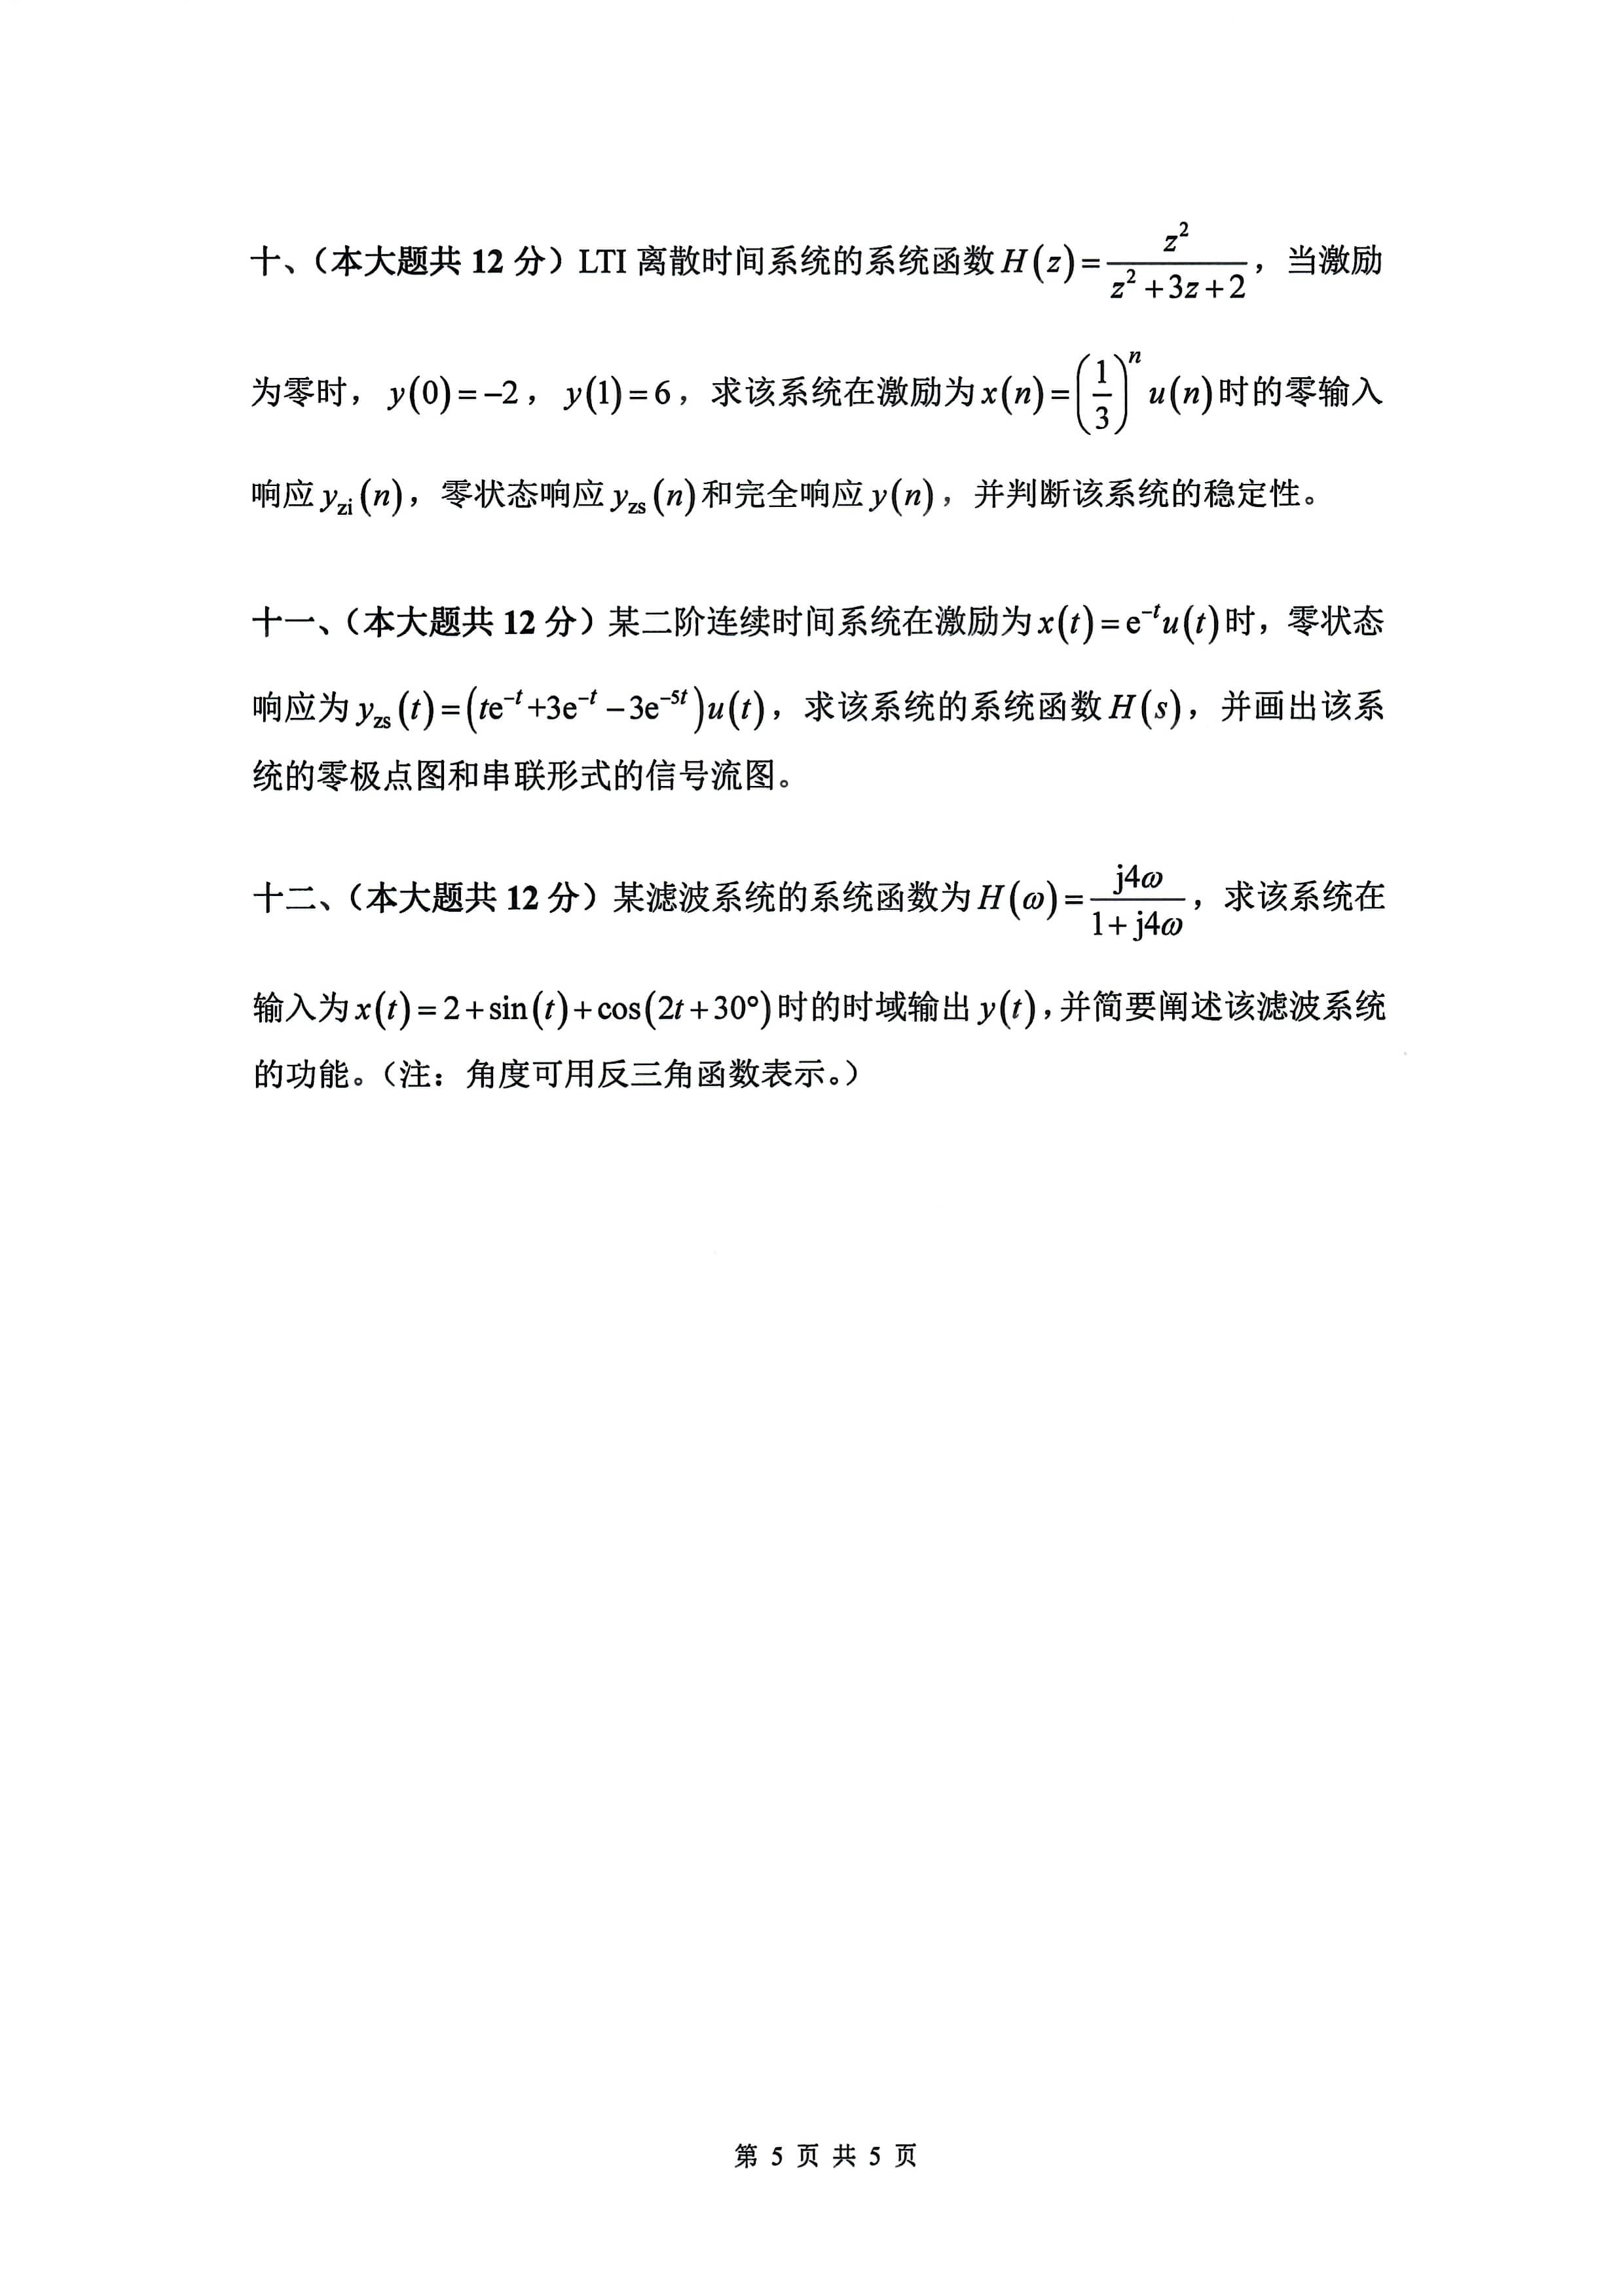 十、（本大题共 12 分）LTI 离散时间系统的系统函数 H(z)=\frac{z^2}{z^2+3z+2}，当激励
为零时，y(0)=−2，y(1)=6，求该系统在激励为 x(n)=\left(\frac{1}{3}\right)^n u(n) 时的零输入
响应 y_{zi}(n)，零状态响应 y_{zs}(n) 和完全响应 y(n)，并判断该系统的稳定性。
十一、（本大题共 12 分）某二阶连续时间系统在激励为 x(t)=e^{-t}u(t) 时，零状态
响应为 y_{zs}(t)=(te^{-t}+3e^{-t}−3e^{-5t})u(t)，求该系统的系统函数 H(s)，并画出该系
统的零极点图和串联形式的信号流图。
十二、（本大题共 12 分）某滤波系统的系统函数为 H(ω)=\frac{j4ω}{1+j4ω}，求该系统在
输入为 x(t)=2+sin(t)+cos(2t+30°) 时的时域输出 y(t)，并简要阐述该滤波系统
的功能。（注：角度可用反三角函数表示。）
第 5 页 共 5 页